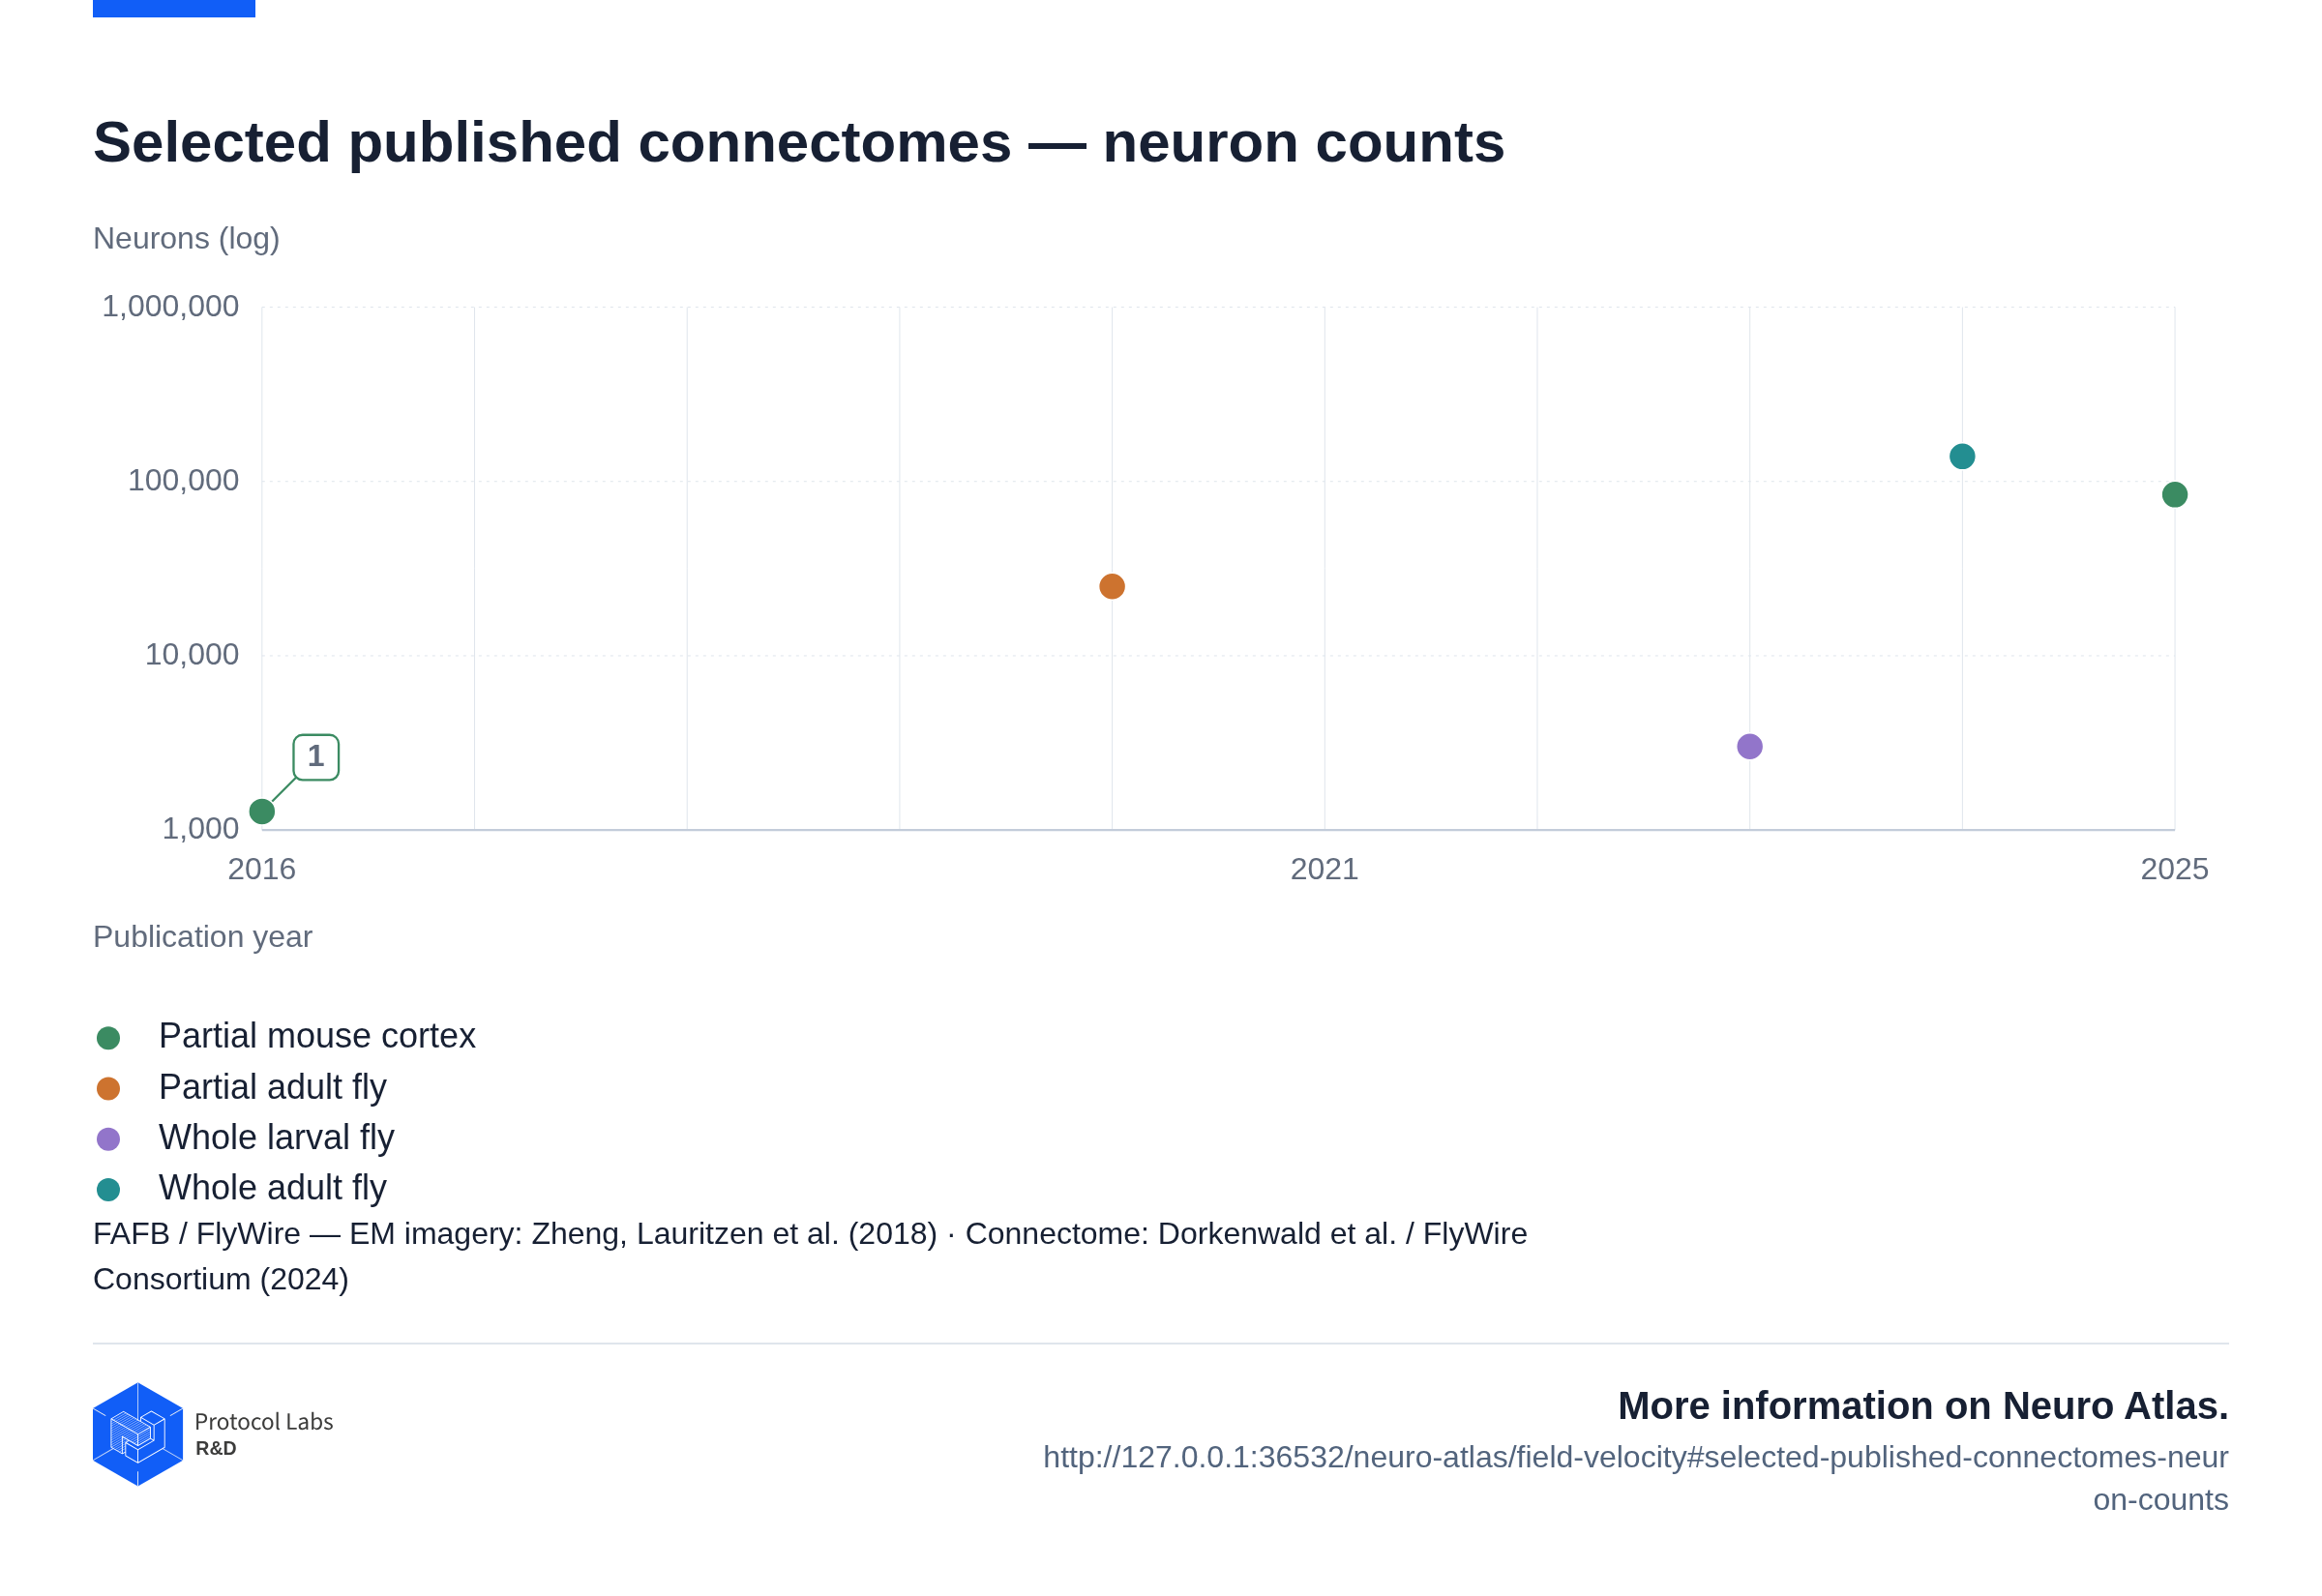 Selected published connectomes — neuron counts
Neurons (log)
1,000,000
100,000
10,000
1
1,000
2016
2021
2025
Publication year
Partial mouse cortex
Partial adult fly
Whole larval fly
Whole adult fly
FAFB / FlyWire — EM imagery: Zheng, Lauritzen et al. (2018) · Connectome: Dorkenwald et al. / FlyWire
Consortium (2024)
Protocol Labs
R&D
More information on Neuro Atlas.
http://127.0.0.1:36532/neuro-atlas/field-velocity#selected-published-connectomes-neur
on-counts